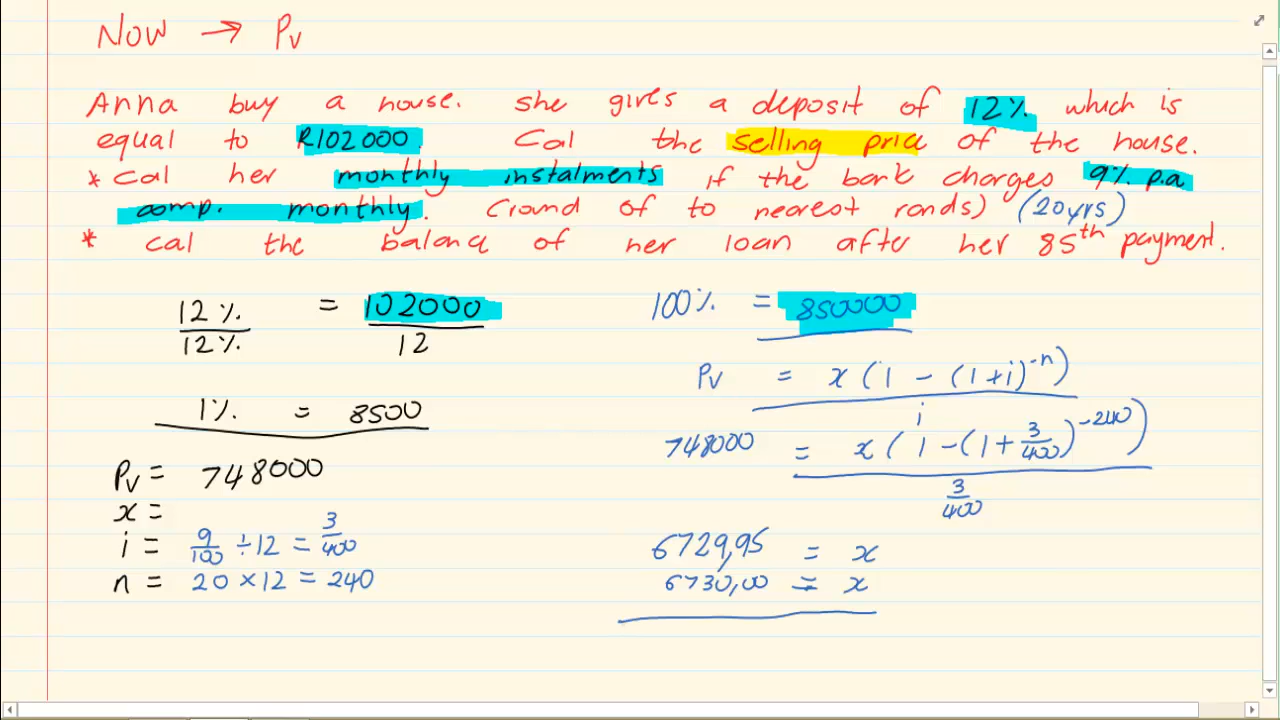 Now → Pv
Anna buy a house. she gives a deposit of 12% which is
equal to R102000 Cal the selling price of the house.
* Cal her monthly instalments if the bank charges 9% p.a
comp. monthly. (round of to nearest rands) (20yrs)
* cal the balance of her loan after her 85th payment.
12% / 12% = 102000 / 12
1% = 8500
Pv = 748000
x =
i = 9/100 ÷ 12 = 3/400
n = 20 × 12 = 240
100% = 850000
Pv = x(1 - (1+i)^-n) / i
748000 = x(1 - (1 + 3/400)^-240) / 3/400
6729,95 = x
6730,00 = x